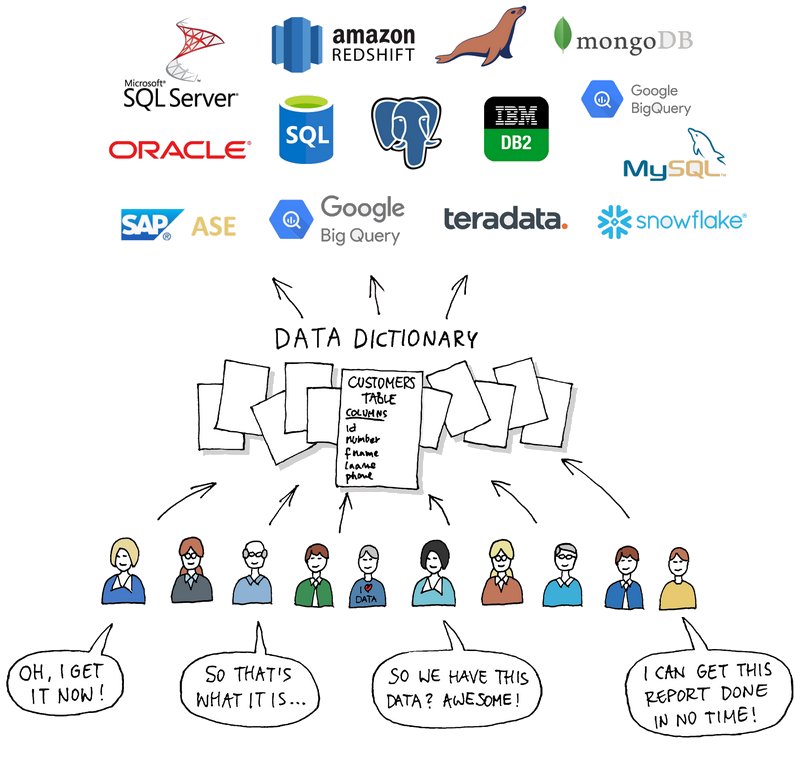 amazon
REDSHIFT
mongoDB
Microsoft®
SQL Server®
Google
BigQuery
ORACLE®
SQL
IBM
DB2
MySQL™
SAP® ASE
Google
Big Query
teradata.
snowflake®
DATA DICTIONARY
CUSTOMERS
TABLE
COLUMNS
id
number
fname
lname
phone
I ♥
DATA
OH, I GET
IT NOW!
SO THAT'S
WHAT IT IS...
SO WE HAVE THIS
DATA? AWESOME!
I CAN GET THIS
REPORT DONE
IN NO TIME!